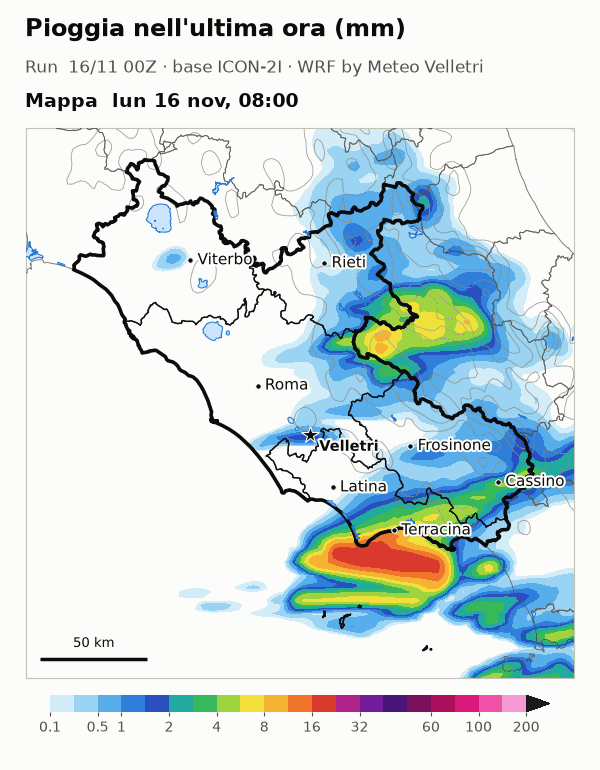 Pioggia nell'ultima ora (mm)
Run 16/11 00Z · base ICON-2I · WRF by Meteo Velletri
Mappa lun 16 nov, 08:00
Viterbo
Rieti
Roma
Velletri
Frosinone
Cassino
Latina
Terracina
50 km
0.1 0.5 1 2 4 8 16 32 60 100 200